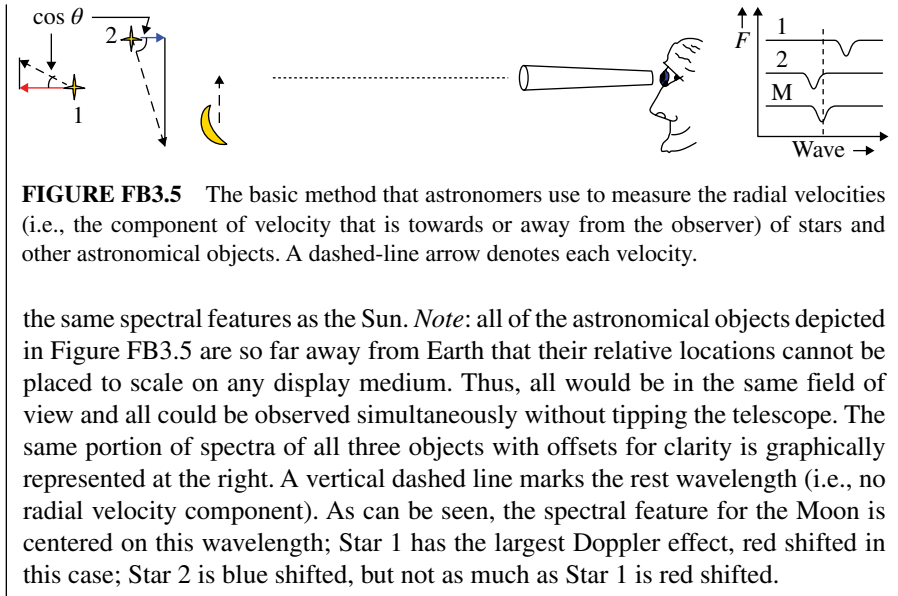 cos θ
2
1
F
1
2
M
Wave →
FIGURE FB3.5 The basic method that astronomers use to measure the radial velocities
(i.e., the component of velocity that is towards or away from the observer) of stars and
other astronomical objects. A dashed-line arrow denotes each velocity.
the same spectral features as the Sun. Note: all of the astronomical objects depicted
in Figure FB3.5 are so far away from Earth that their relative locations cannot be
placed to scale on any display medium. Thus, all would be in the same field of
view and all could be observed simultaneously without tipping the telescope. The
same portion of spectra of all three objects with offsets for clarity is graphically
represented at the right. A vertical dashed line marks the rest wavelength (i.e., no
radial velocity component). As can be seen, the spectral feature for the Moon is
centered on this wavelength; Star 1 has the largest Doppler effect, red shifted in
this case; Star 2 is blue shifted, but not as much as Star 1 is red shifted.